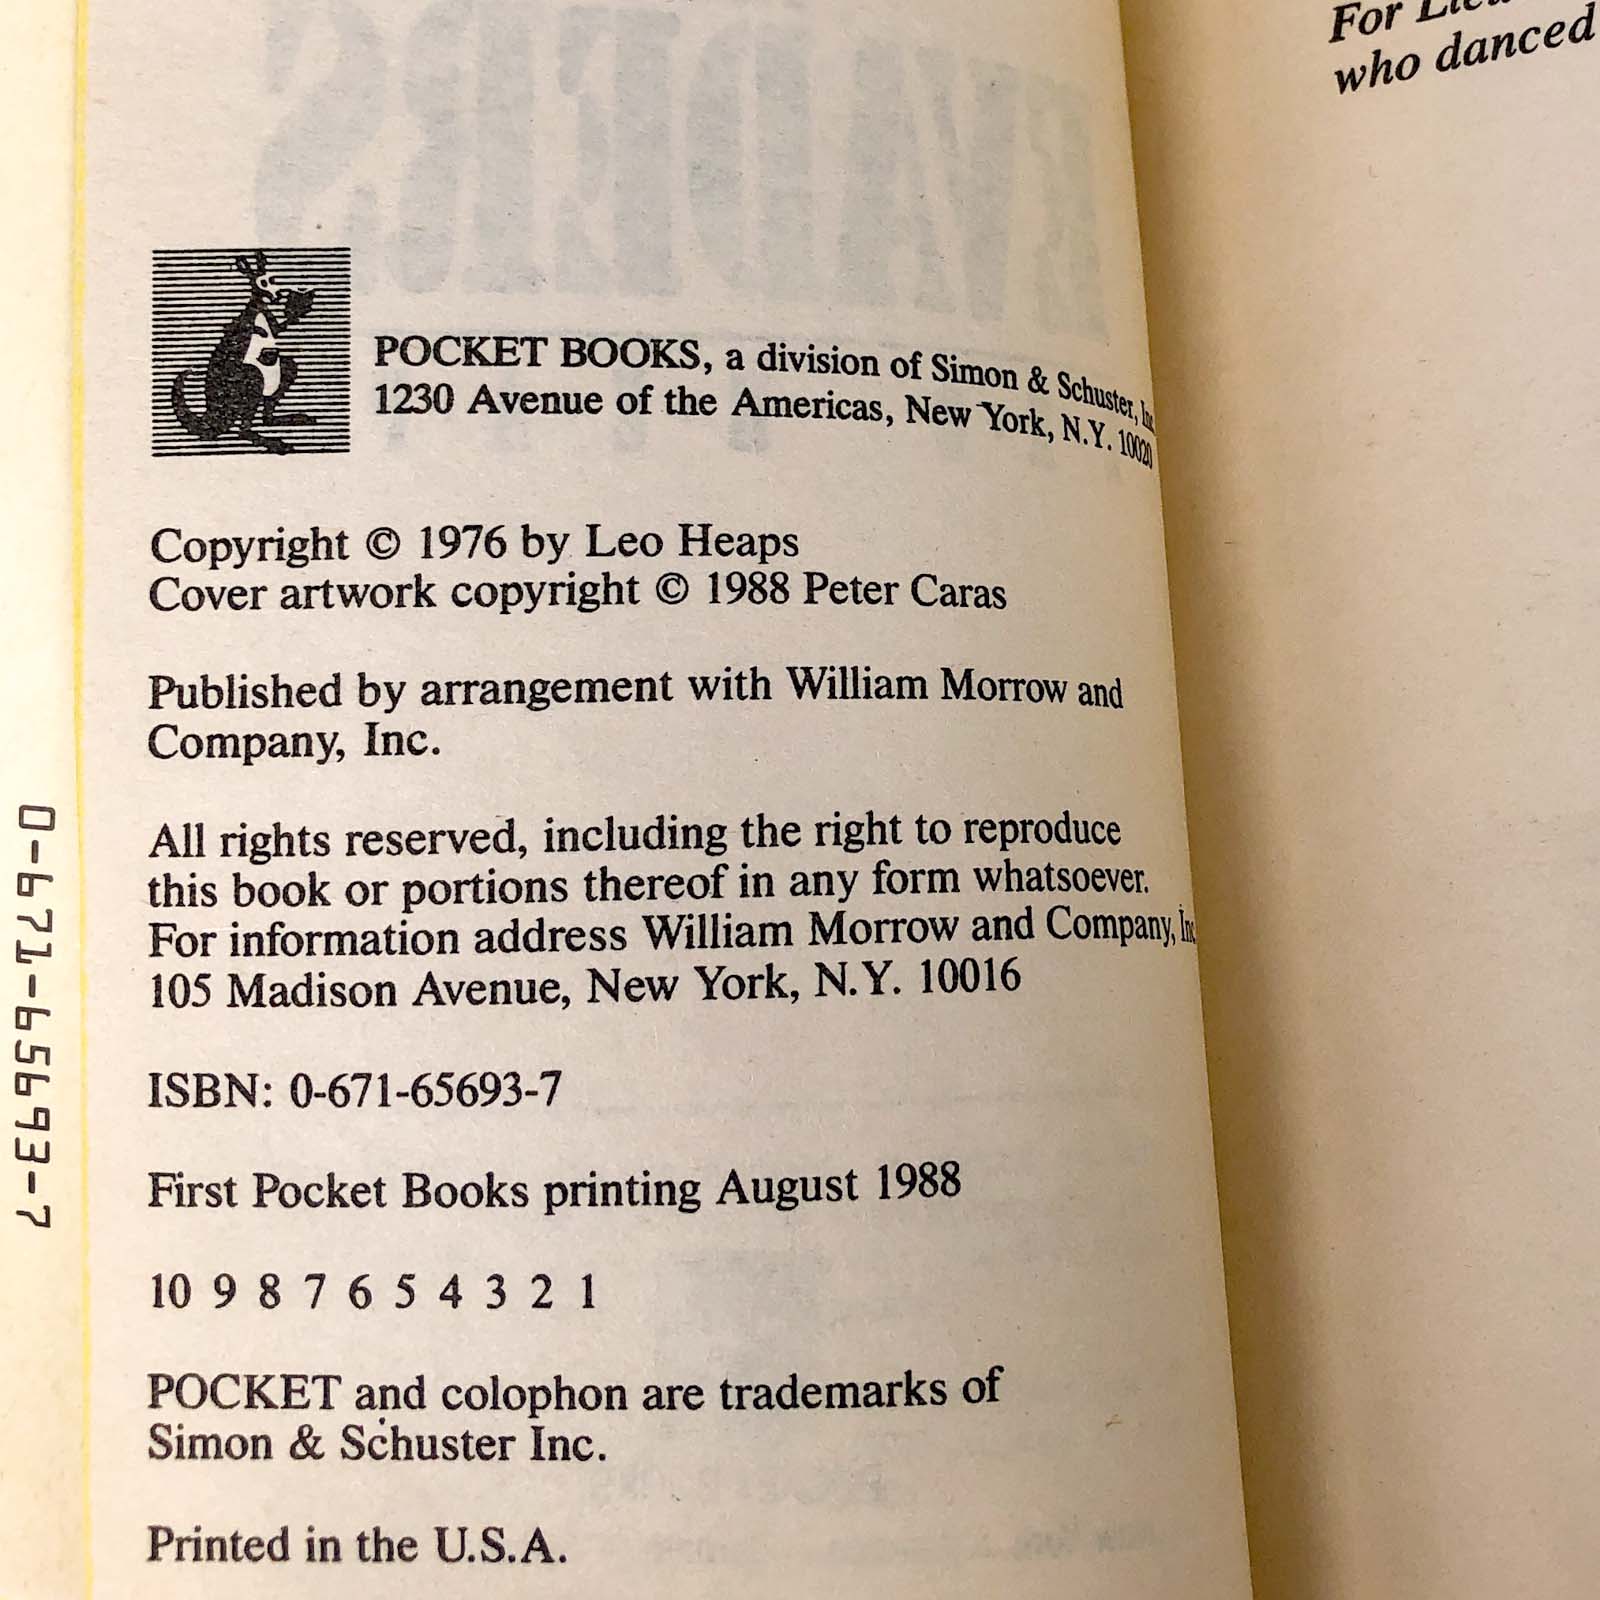 POCKET BOOKS, a division of Simon & Schuster, Inc
1230 Avenue of the Americas, New York, N.Y. 10020
Copyright © 1976 by Leo Heaps
Cover artwork copyright © 1988 Peter Caras
Published by arrangement with William Morrow and
Company, Inc.
All rights reserved, including the right to reproduce
this book or portions thereof in any form whatsoever.
For information address William Morrow and Company, Inc
105 Madison Avenue, New York, N.Y. 10016
ISBN: 0-671-65693-7
First Pocket Books printing August 1988
10 9 8 7 6 5 4 3 2 1
POCKET and colophon are trademarks of
Simon & Schuster Inc.
Printed in the U.S.A.
0-671-65693-7
For
who danced
EVADERS